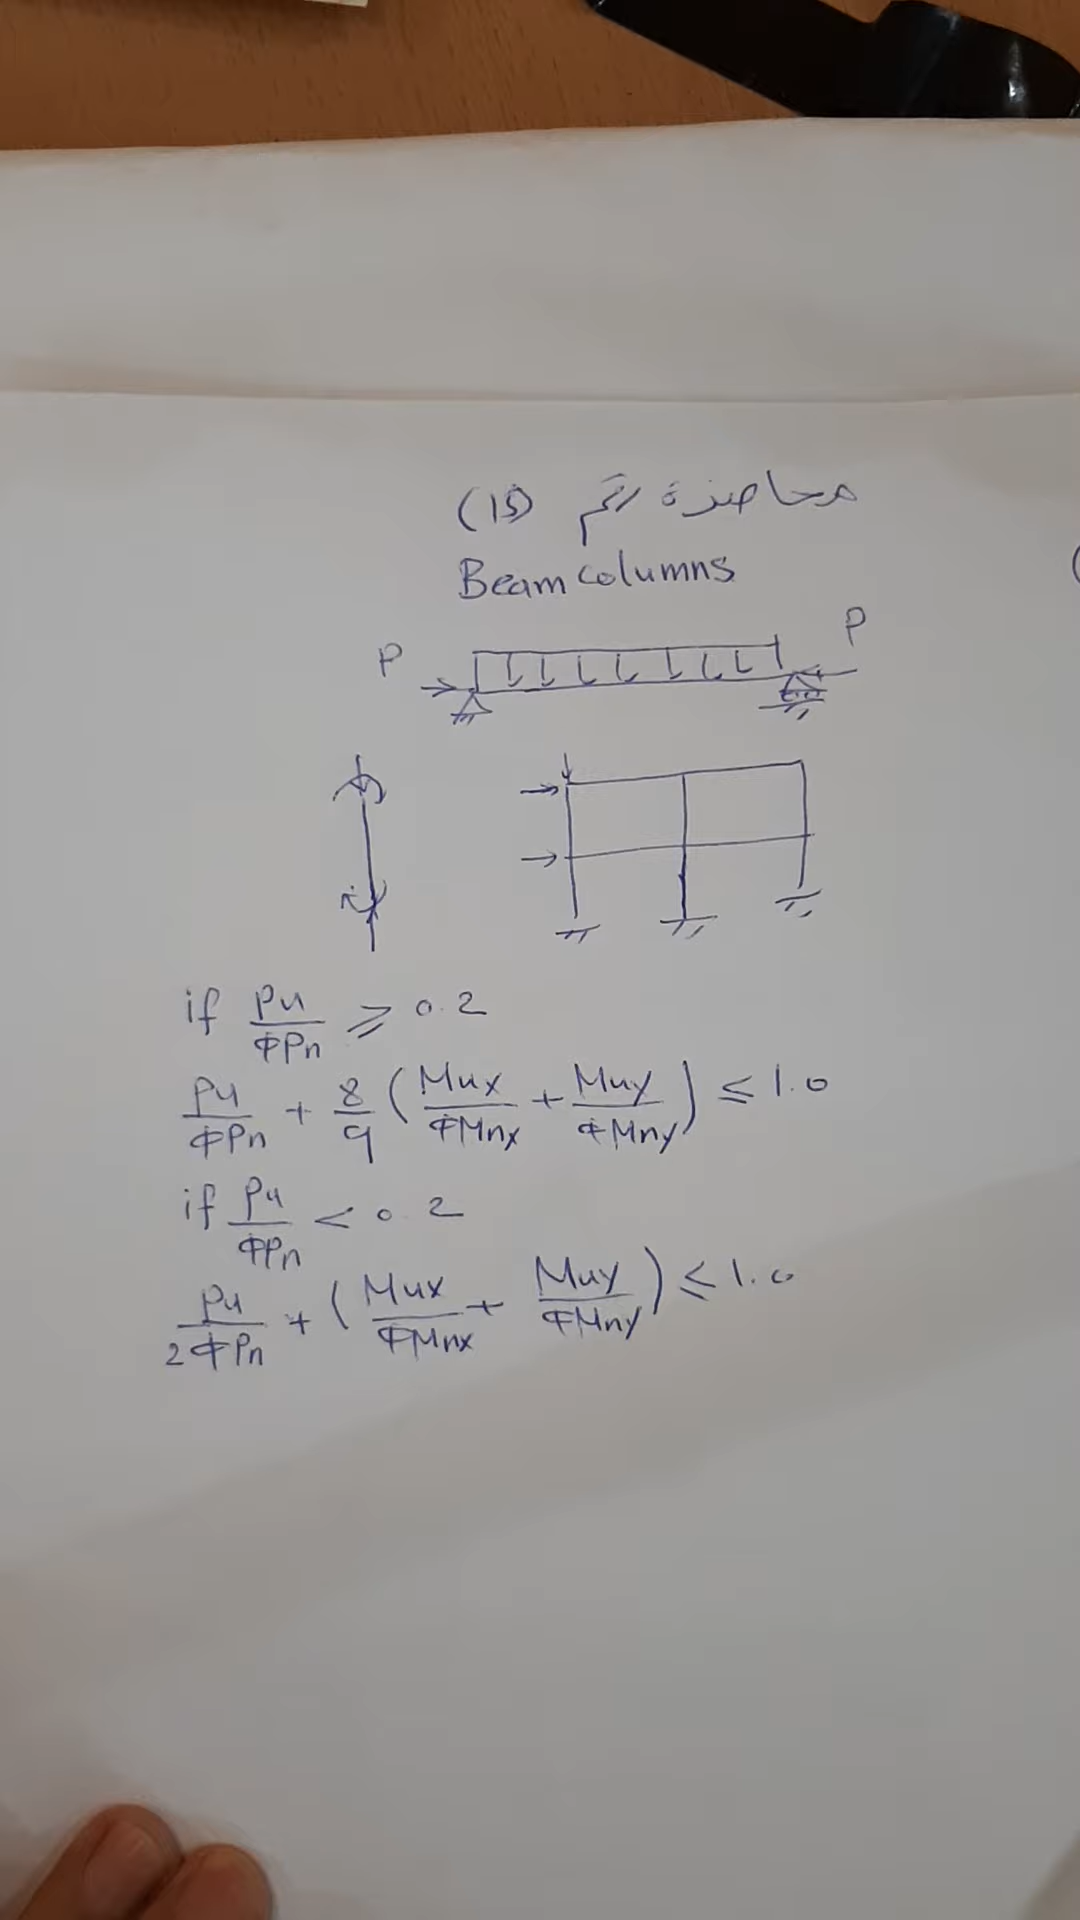 محاضرة رقم (15)
Beam columns
P P
if Pu/ΦPn ≥ 0.2
Pu/ΦPn + 8/9 (Mux/ΦMnx + Muy/ΦMny) ≤ 1.0
if Pu/ΦPn < 0.2
Pu/2ΦPn + (Mux/ΦMnx + Muy/ΦMny) ≤ 1.0